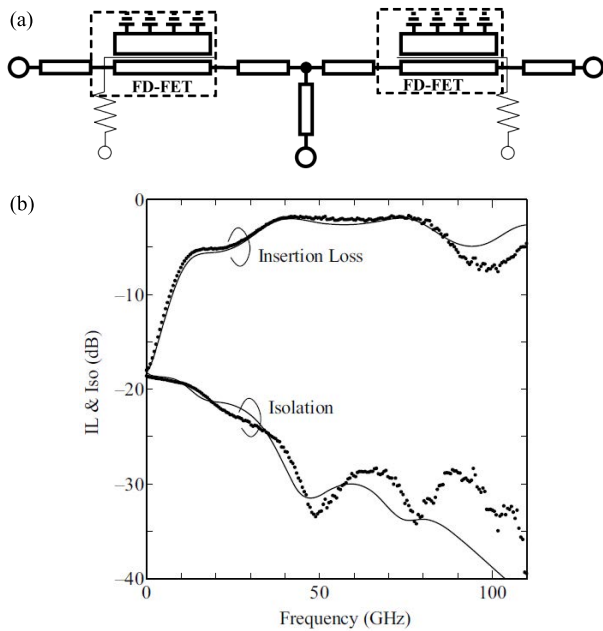 (a)
FD-FET
FD-FET
(b)
0
−10
−20
−30
−40
IL & Iso (dB)
Insertion Loss
Isolation
0
50
100
Frequency (GHz)